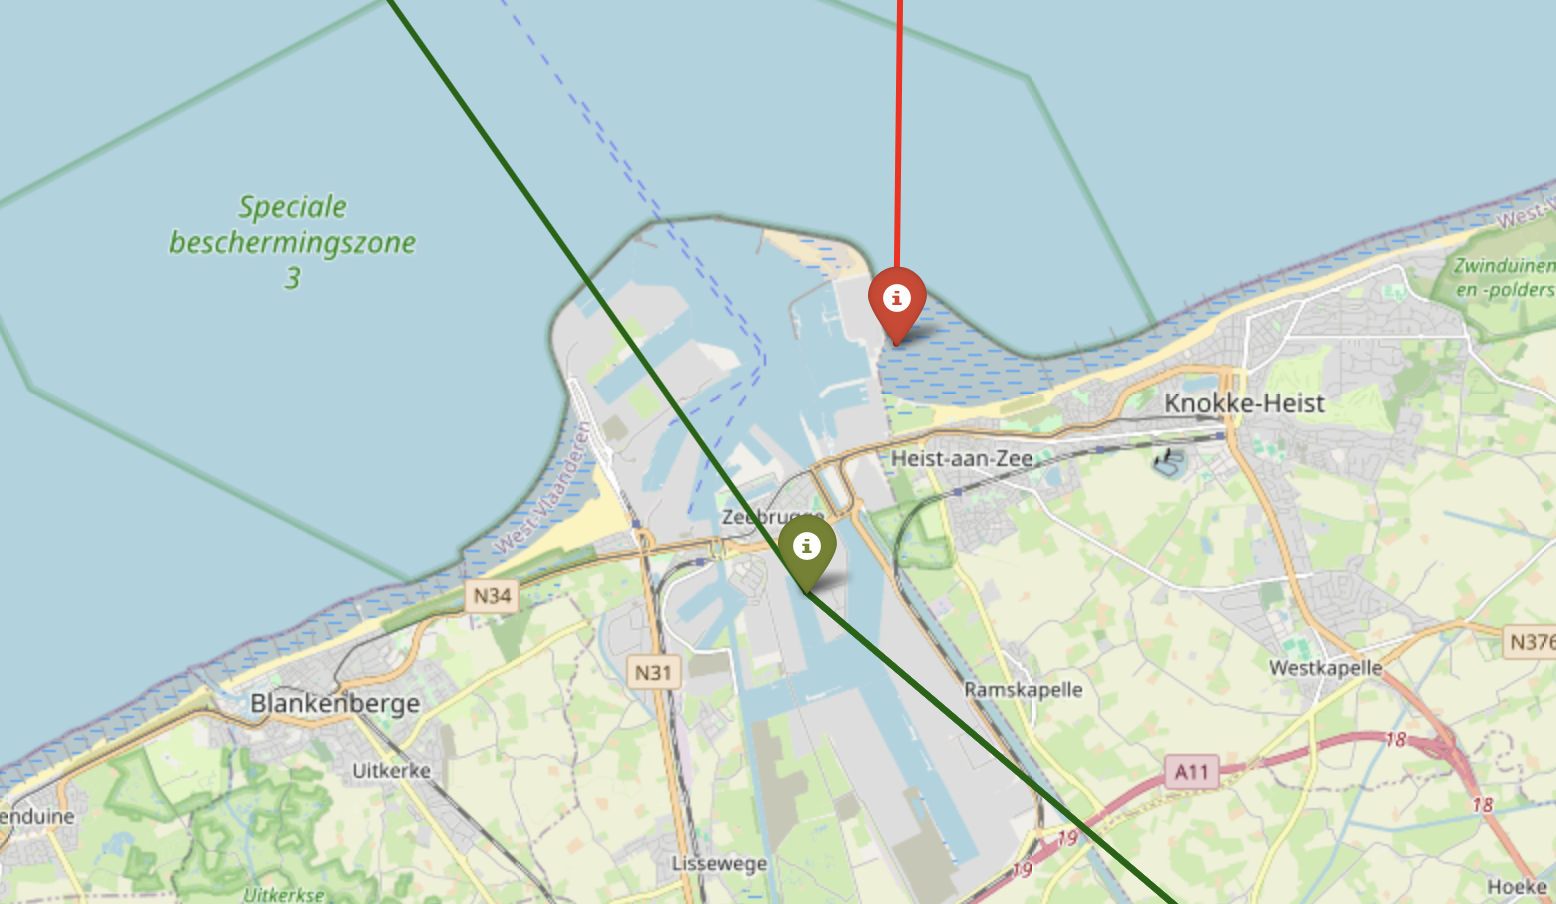 Speciale
beschermingszone
3
West-V
Zwinduinen
en -polders
Knokke-Heist
Heist-aan-Zee
West-Vlaanderen
Zeebrugge
N34
N376
N31
Westkapelle
Ramskapelle
Blankenberge
18
Uitkerke
A11
18
enduine
19
Lissewege
19
Hoeke
Uitkerkse